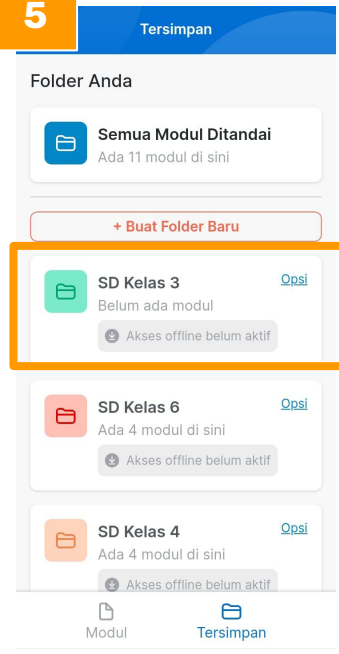 5
Tersimpan
Folder Anda
Semua Modul Ditandai
Ada 11 modul di sini
+ Buat Folder Baru
SD Kelas 3
Opsi
Belum ada modul
Akses offline belum aktif
SD Kelas 6
Opsi
Ada 4 modul di sini
Akses offline belum aktif
SD Kelas 4
Opsi
Ada 4 modul di sini
Akses offline belum aktif
Modul
Tersimpan